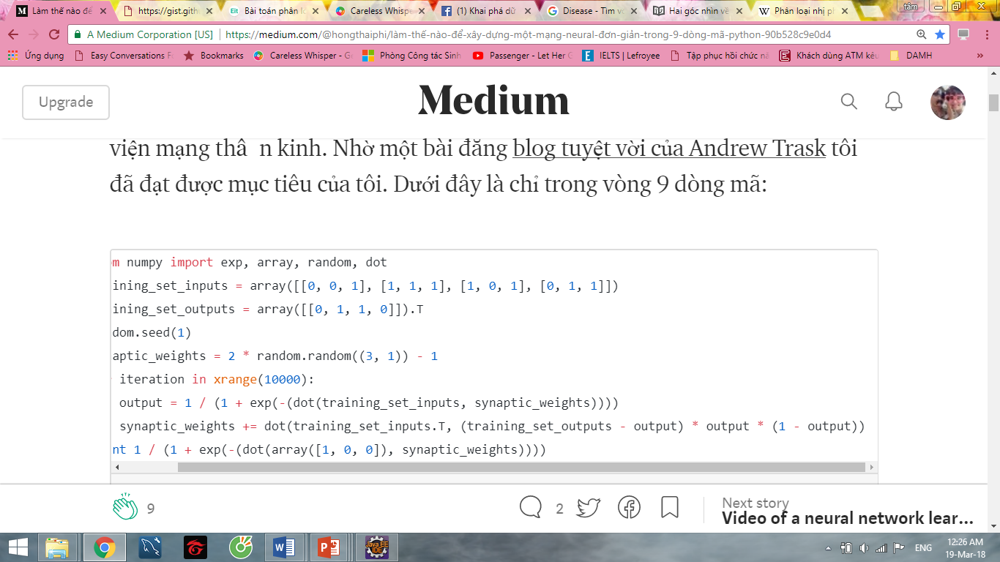 Làm thế nào để
https://gist.gith
Bài toán phân lo
Careless Whispe
(1) Khai phá dữ
Disease - Tìm v
Hai góc nhìn về
Phân loại nhị ph
tâm
A Medium Corporation [US]
https://medium.com/@hongthaiphi/làm-thế-nào-để-xây-dựng-một-mạng-neural-đơn-giản-trong-9-dòng-mã-python-90b528c9e0d4
Ứng dụng
Easy Conversations F
Bookmarks
Careless Whisper - G
Phòng Công tác Sinh
Passenger - Let Her G
IELTS | Lefroyee
Tập phục hồi chức nă
Khách dùng ATM kêu
DAMH
»
Upgrade
Medium
viện mạng thâ n kinh. Nhờ một bài đăng blog tuyệt vời của Andrew Trask tôi
đã đạt được mục tiêu của tôi. Dưới đây là chỉ trong vòng 9 dòng mã:
m numpy import exp, array, random, dot
ining_set_inputs = array([[0, 0, 1], [1, 1, 1], [1, 0, 1], [0, 1, 1]])
ining_set_outputs = array([[0, 1, 1, 0]]).T
dom.seed(1)
aptic_weights = 2 * random.random((3, 1)) - 1
iteration in xrange(10000):
output = 1 / (1 + exp(-(dot(training_set_inputs, synaptic_weights))))
synaptic_weights += dot(training_set_inputs.T, (training_set_outputs - output) * output * (1 - output))
nt 1 / (1 + exp(-(dot(array([1, 0, 0]), synaptic_weights))))
9
2
Next story
Video of a neural network lear...
Java EE
IDE
ENG
12:26 AM
19-Mar-18